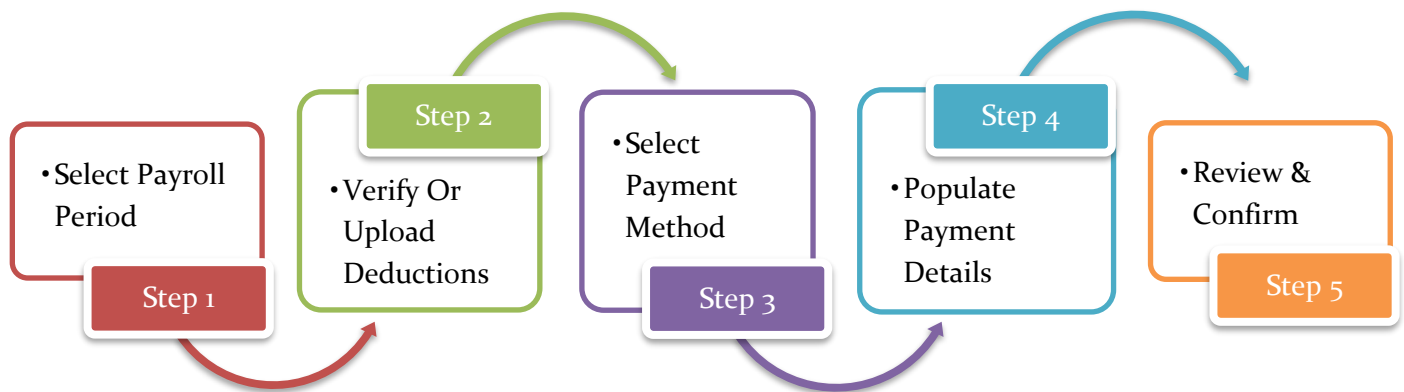 • Select Payroll
Period
Step 1
Step 2
• Verify Or
Upload
Deductions
• Select
Payment
Method
Step 3
Step 4
• Populate
Payment
Details
• Review &
Confirm
Step 5